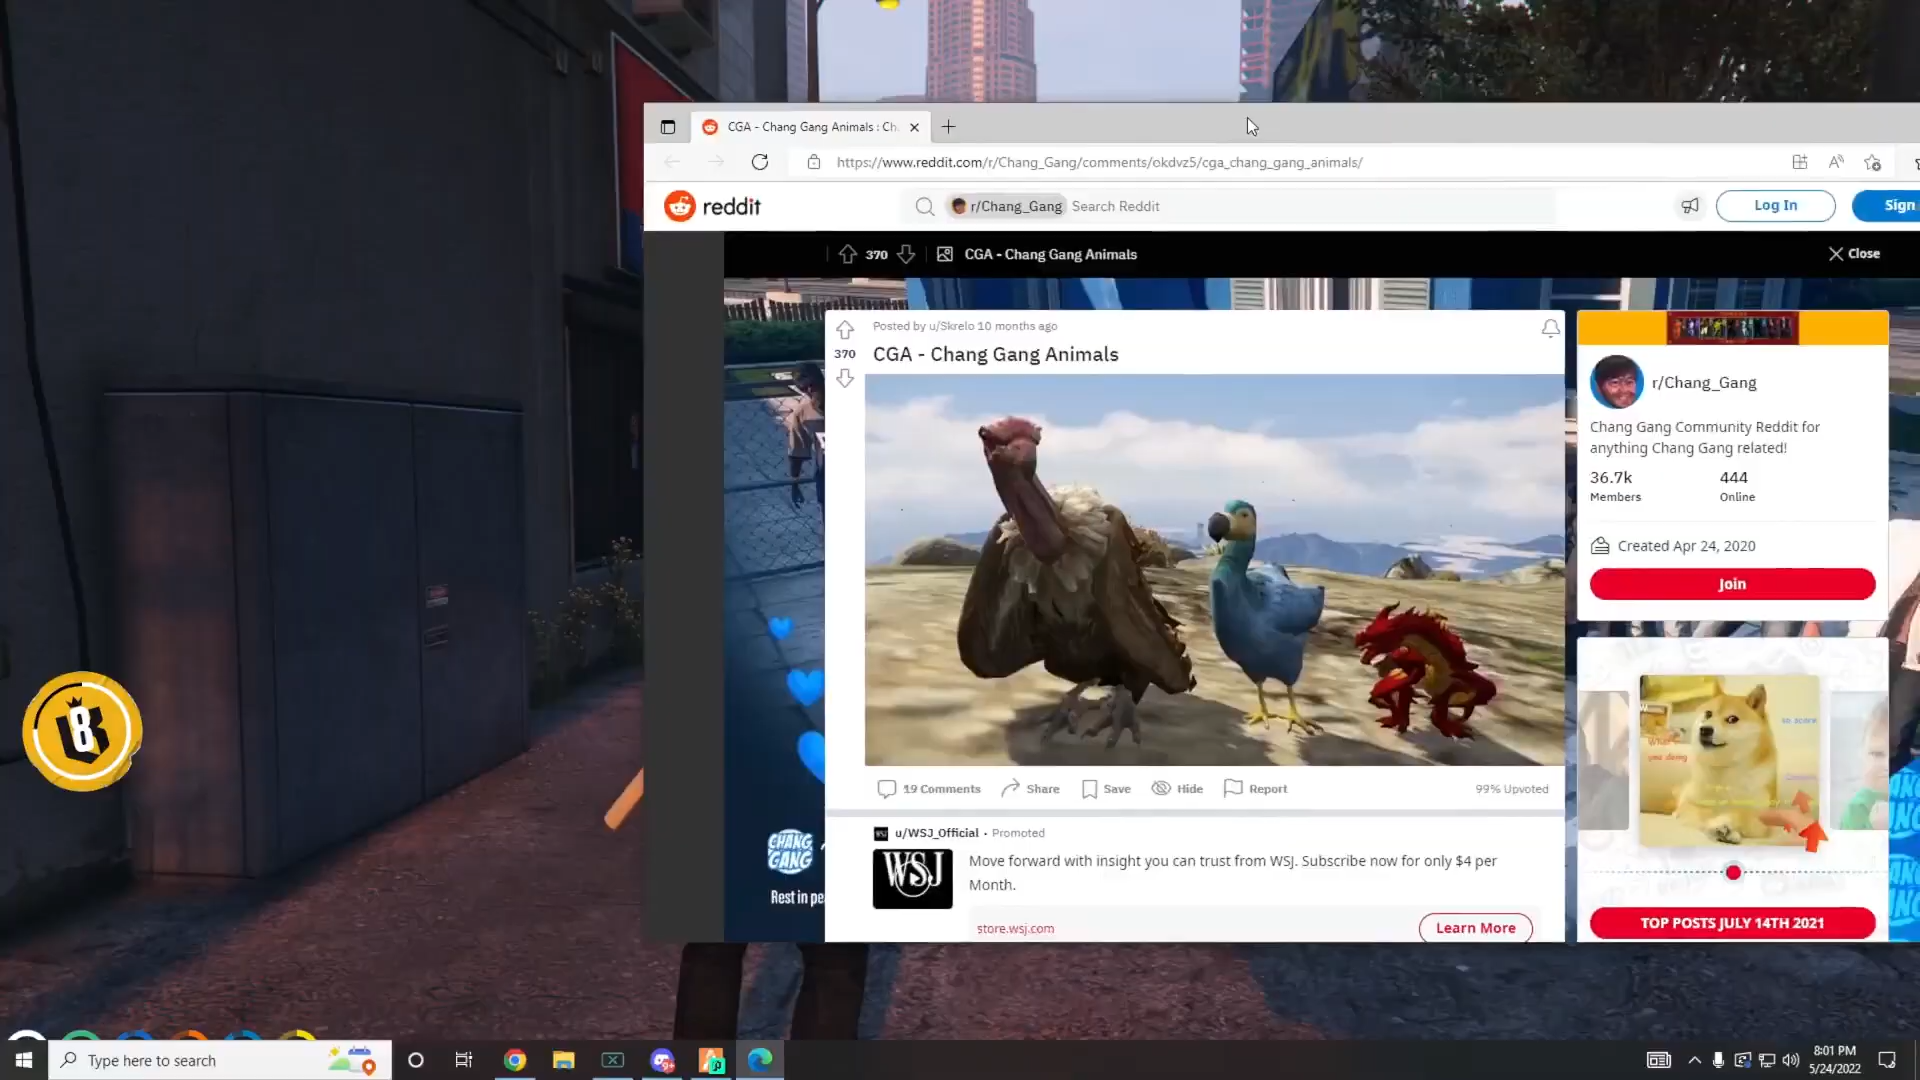 CGA - Chang Gang Animals : Ch
https://www.reddit.com/r/Chang_Gang/comments/okdvz5/cga_chang_gang_animals/
reddit
r/Chang_Gang
Search Reddit
Log In
Sign
370
CGA - Chang Gang Animals
Close
Posted by u/Skrelo 10 months ago
370
CGA - Chang Gang Animals
19 Comments
Share
Save
Hide
Report
99% Upvoted
u/WSJ_Official • Promoted
WSJ
Move forward with insight you can trust from WSJ. Subscribe now for only $4 per
Month.
store.wsj.com
Learn More
r/Chang_Gang
Chang Gang Community Reddit for
anything Chang Gang related!
36.7k
Members
444
Online
Created Apr 24, 2020
Join
so scare
What r
you doing
TOP POSTS JULY 14TH 2021
CHANG
GANG
Rest in pe
B
Type here to search
8:01 PM
5/24/2022